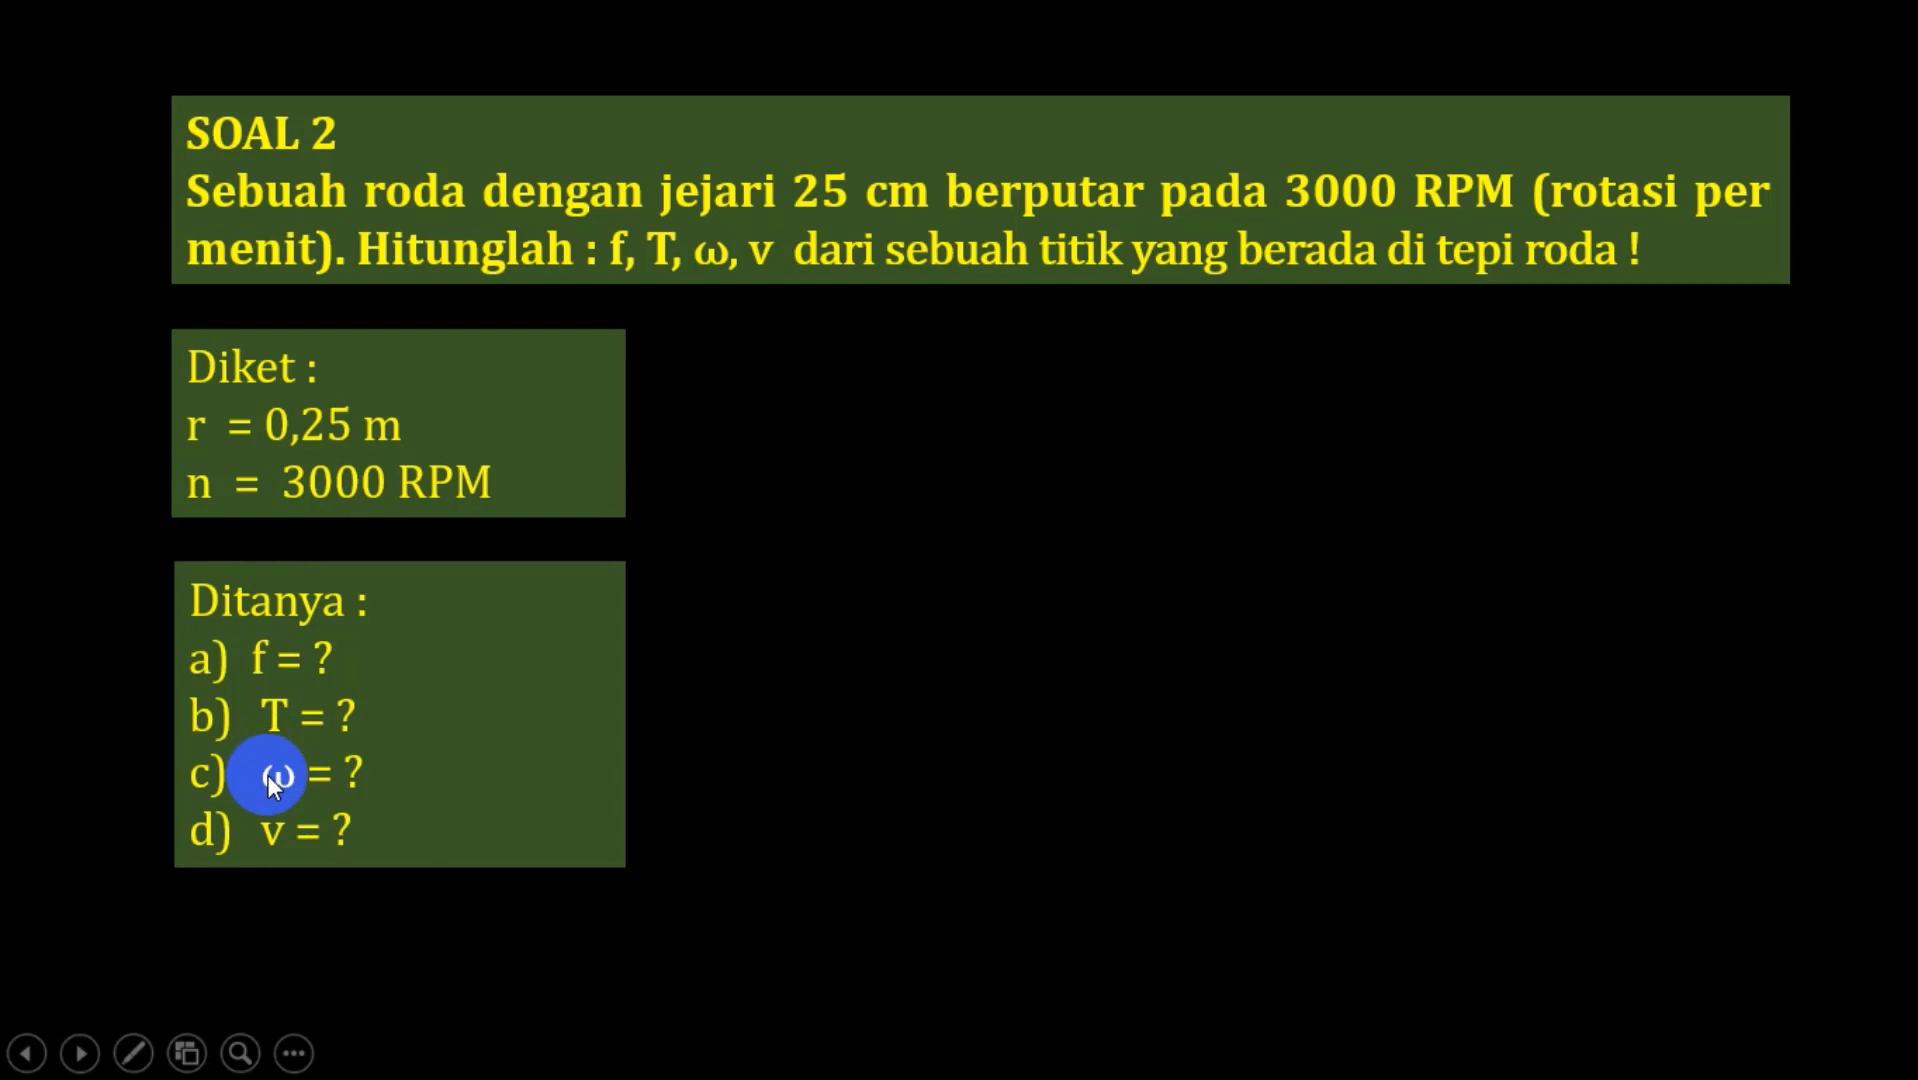 SOAL 2
Sebuah roda dengan jejari 25 cm berputar pada 3000 RPM (rotasi per
menit). Hitunglah : f, T, ω, v dari sebuah titik yang berada di tepi roda !
Diket :
r = 0,25 m
n = 3000 RPM
Ditanya :
a) f = ?
b) T = ?
c) ω = ?
d) v = ?